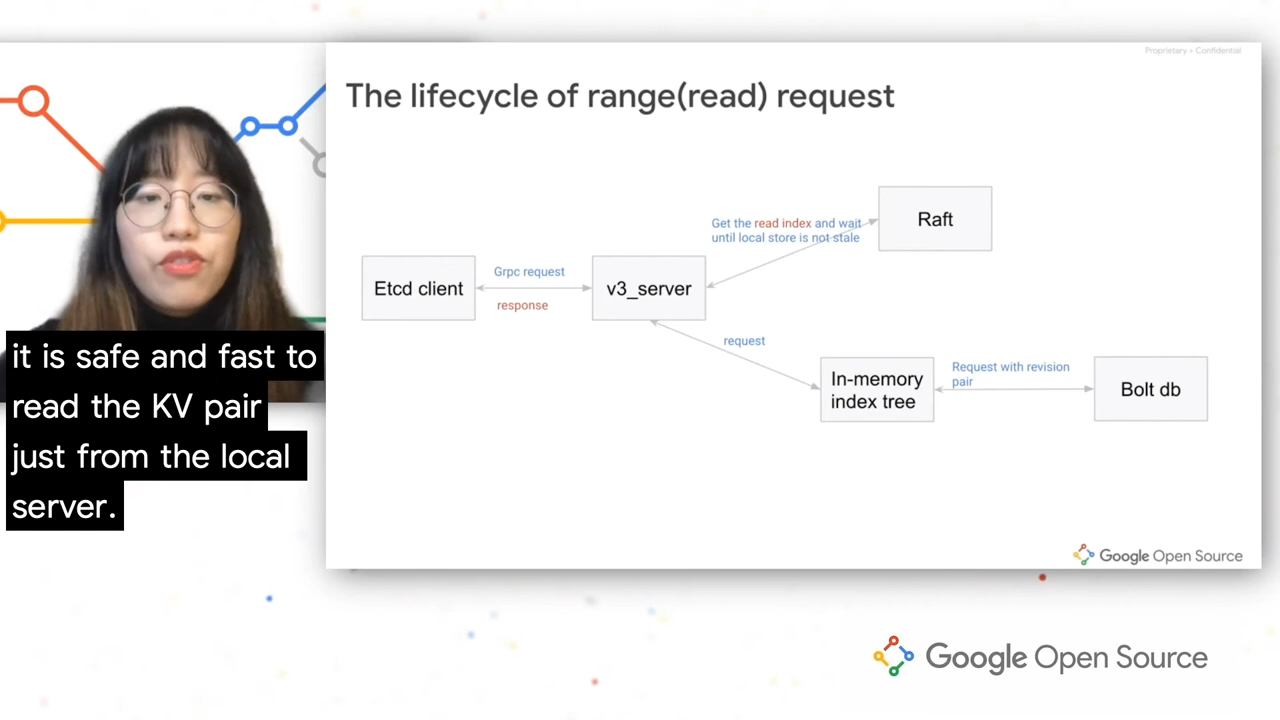 Proprietary + Confidential
The lifecycle of range(read) request
Raft
Get the read index and wait
until local store is not stale
Etcd client
Grpc request
response
v3_server
request
In-memory
index tree
Request with revision
pair
Bolt db
Google Open Source
it is safe and fast to
read the KV pair
just from the local
server.
Google Open Source